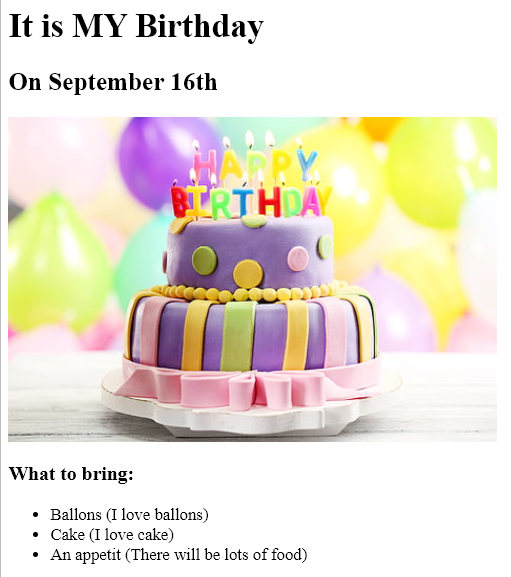 It is MY Birthday
On September 16th
HAPPY
BIRTHDAY
What to bring:
Ballons (I love ballons)
Cake (I love cake)
An appetit (There will be lots of food)